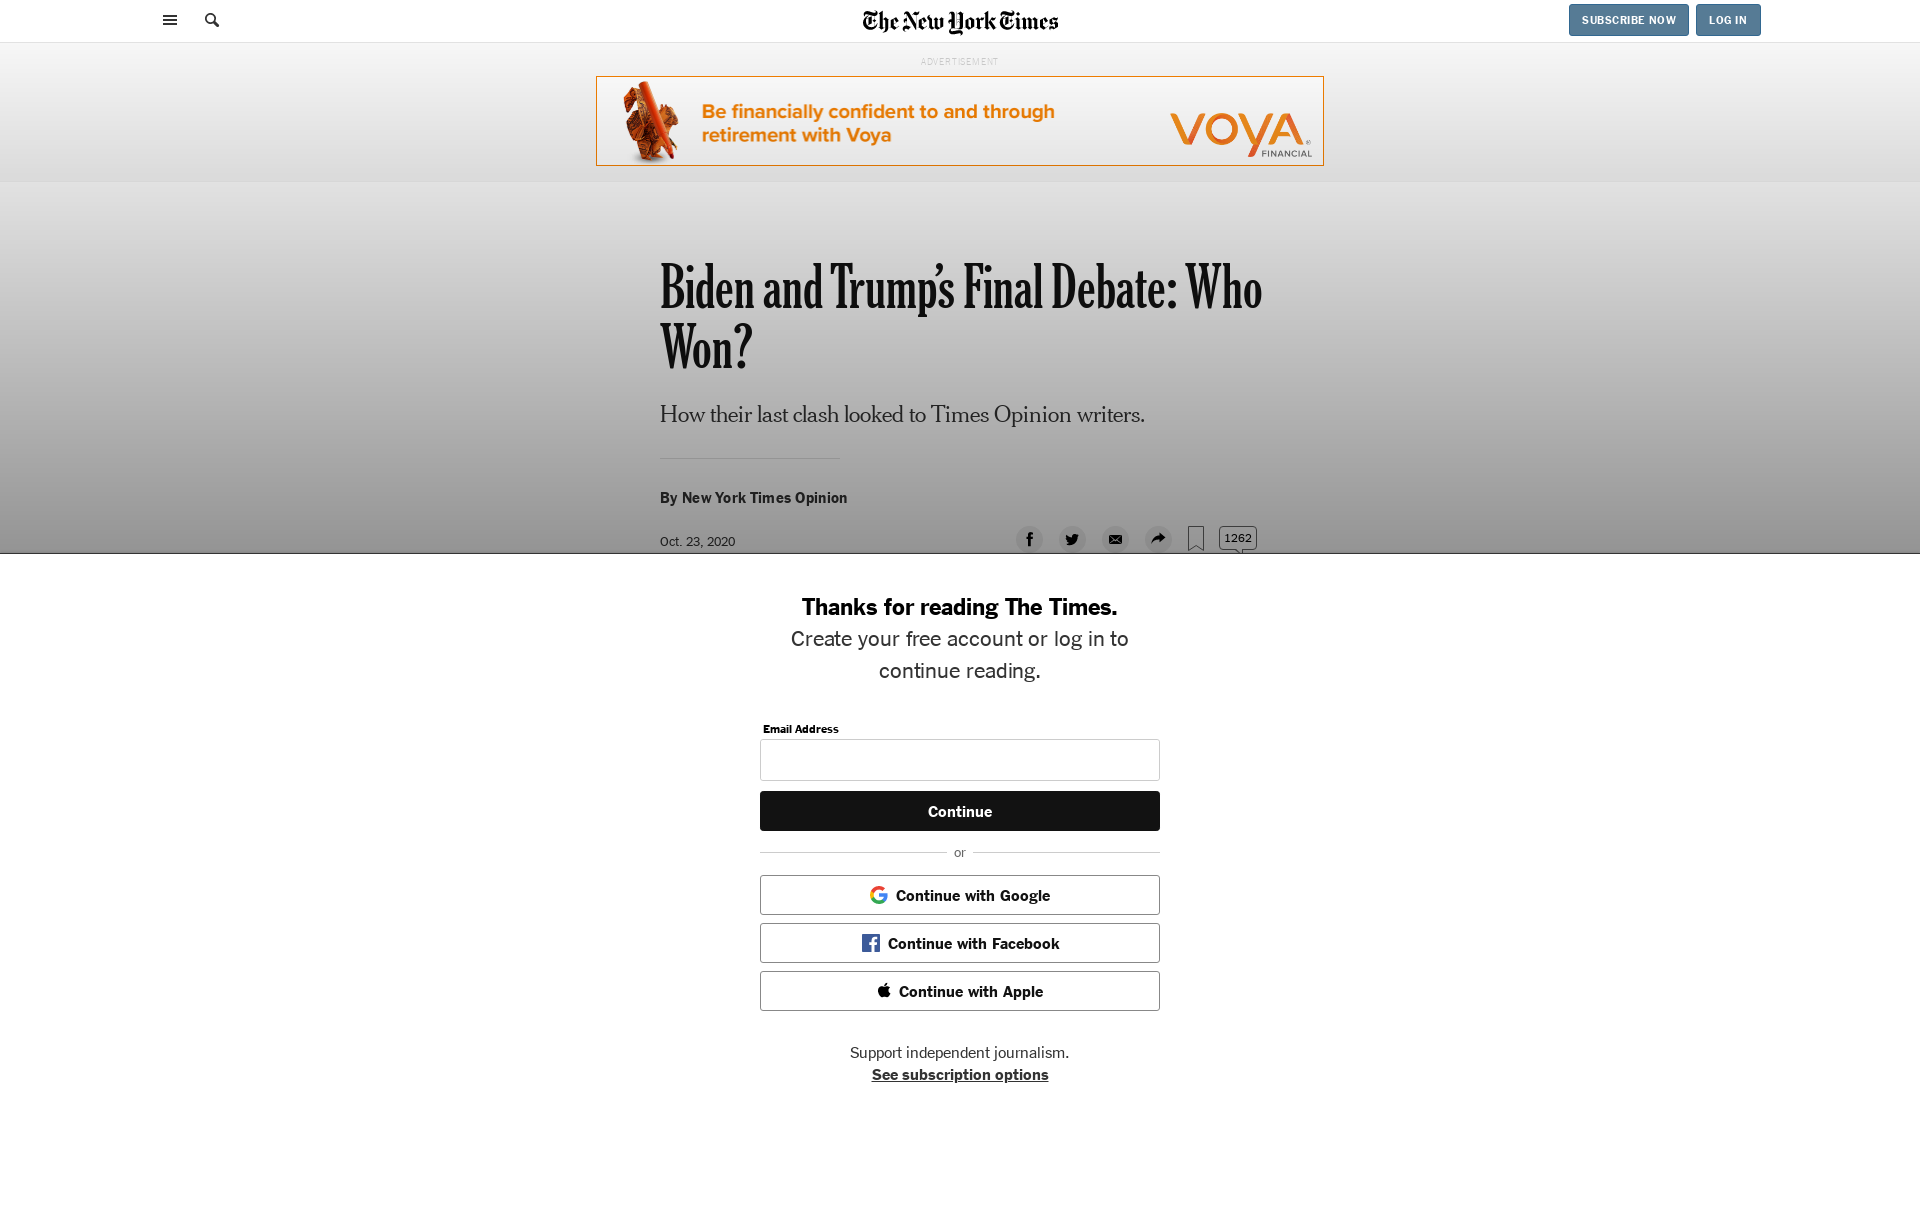 The New York Times
SUBSCRIBE NOW
LOG IN
ADVERTISEMENT
Be financially confident to and through
retirement with Voya
VOYA®
FINANCIAL
Biden and Trump’s Final Debate: Who
Won?
How their last clash looked to Times Opinion writers.
By New York Times Opinion
Oct. 23, 2020
1262
Thanks for reading The Times.
Create your free account or log in to
continue reading.
Email Address
Continue
or
Continue with Google
Continue with Facebook
Continue with Apple
Support independent journalism.
See subscription options